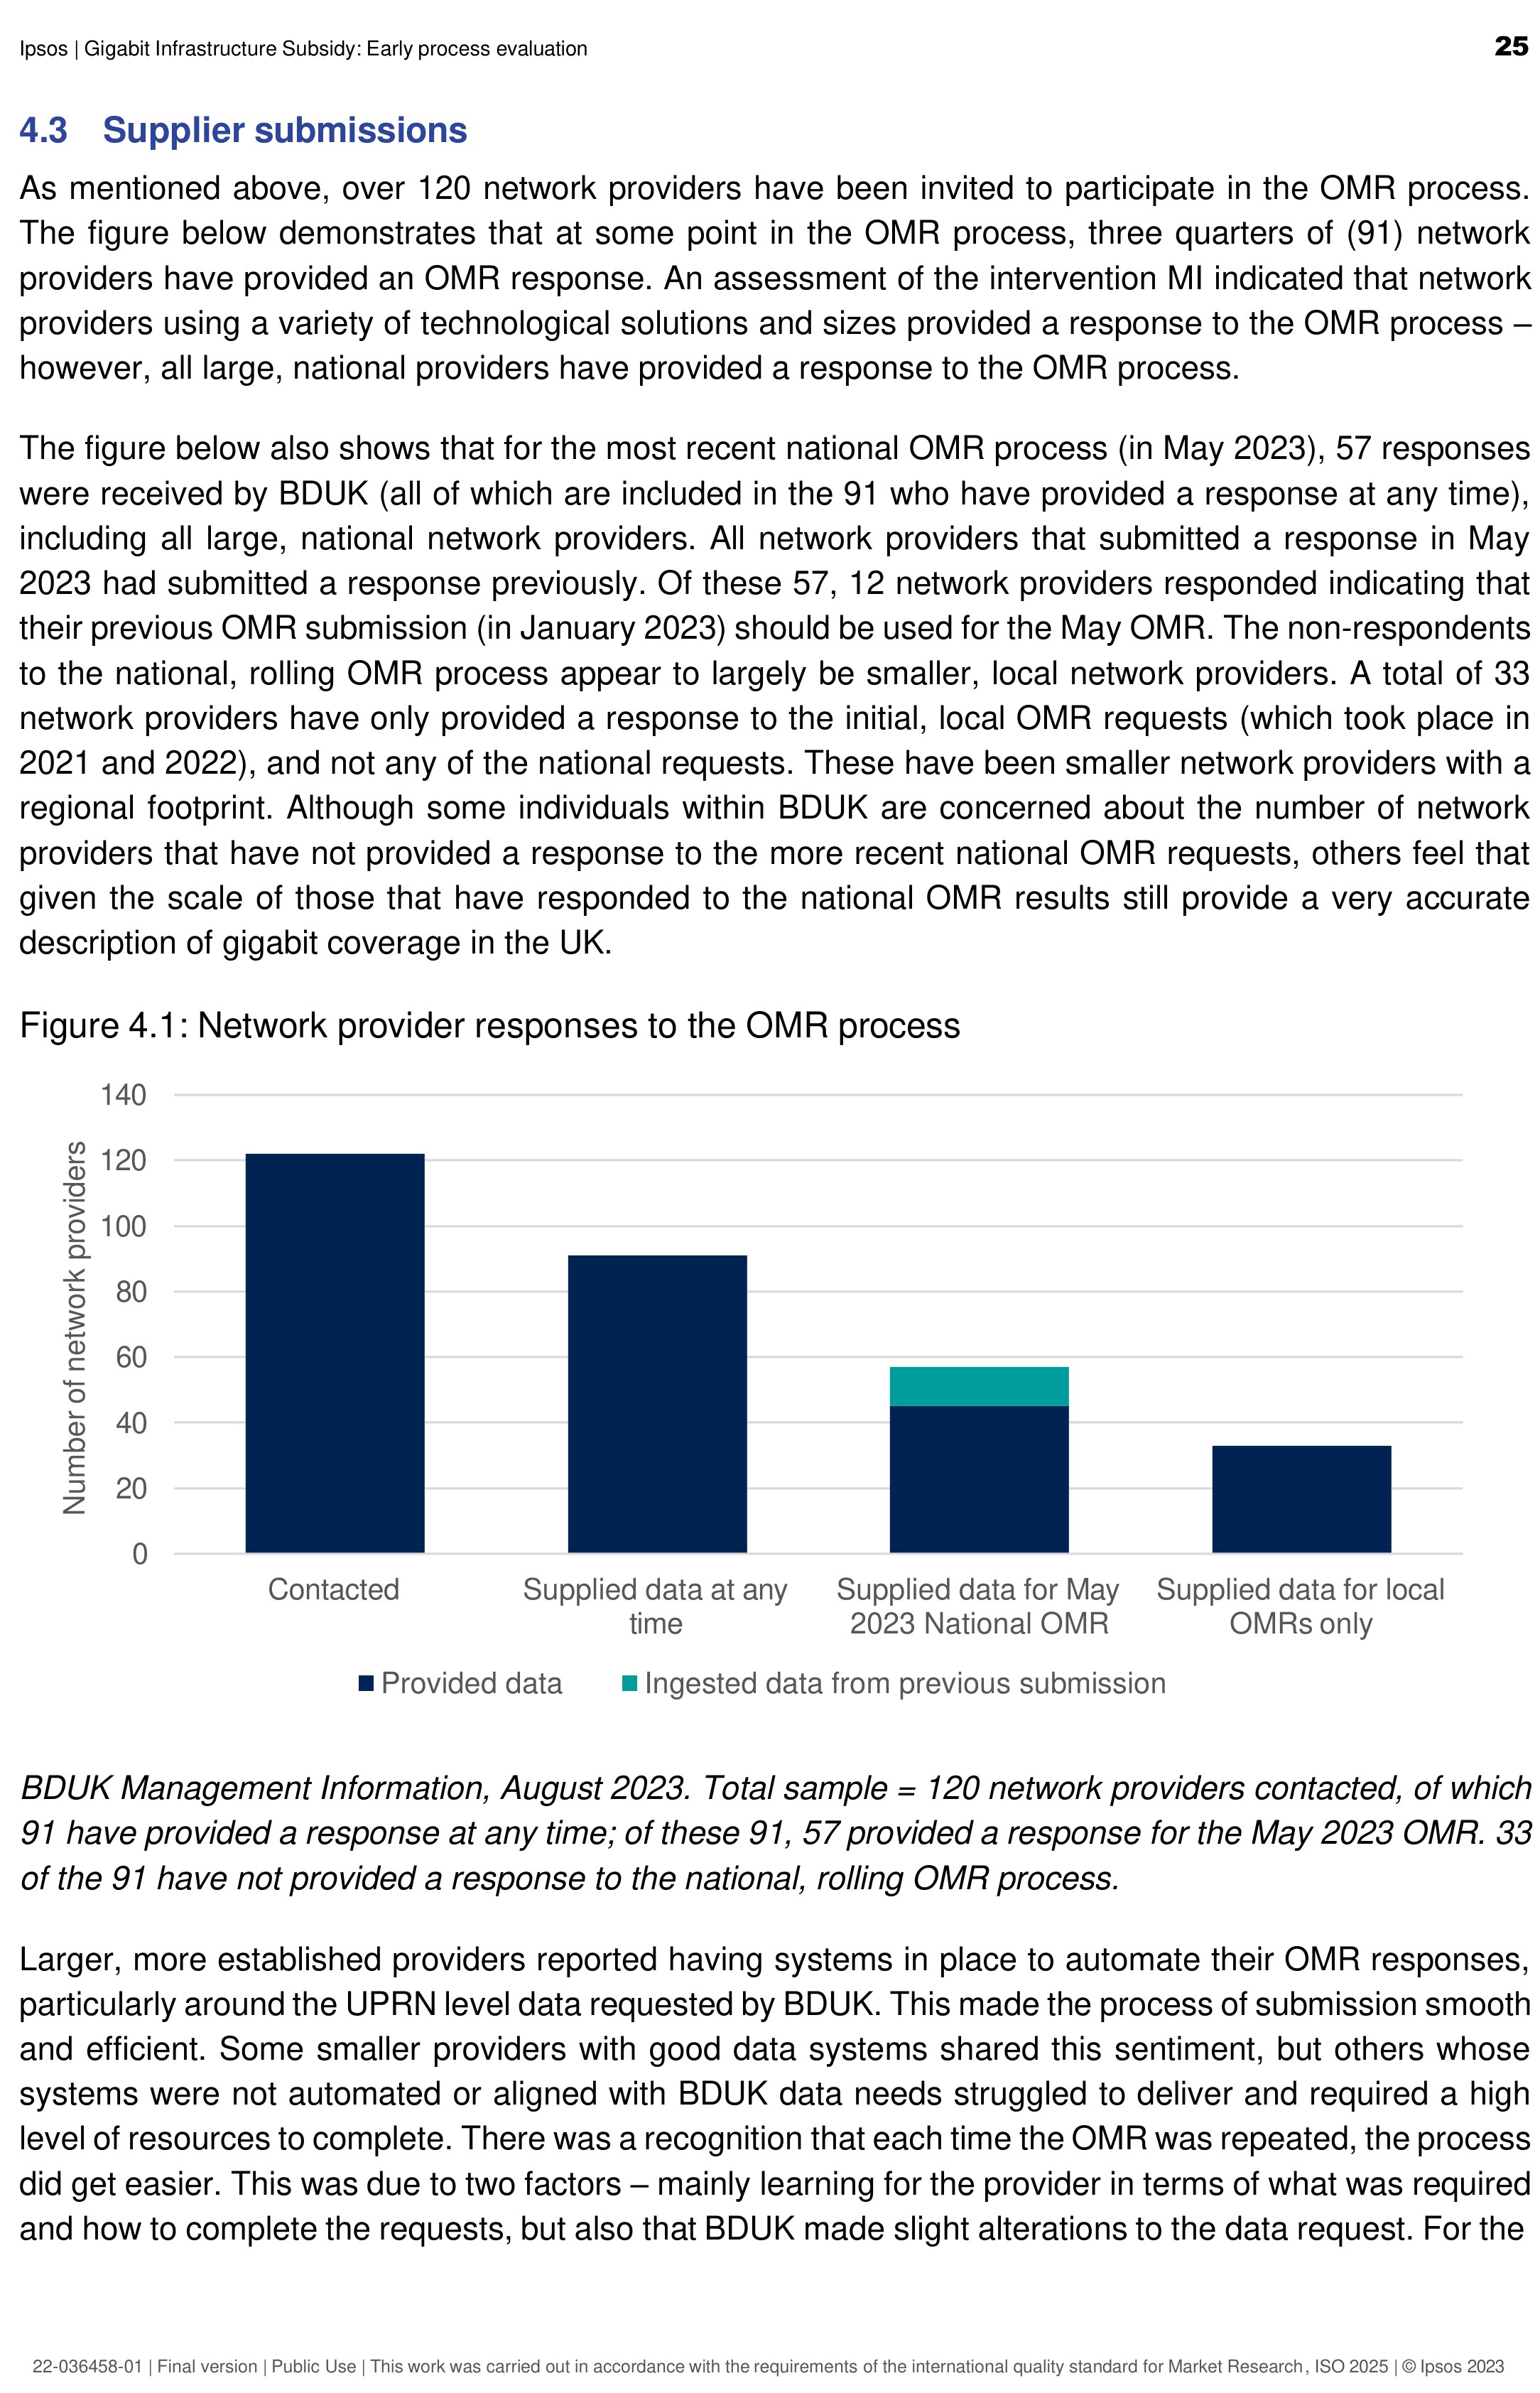 Ipsos | Gigabit Infrastructure Subsidy: Early process evaluation
25
4.3 Supplier submissions
As mentioned above, over 120 network providers have been invited to participate in the OMR process.
The figure below demonstrates that at some point in the OMR process, three quarters of (91) network
providers have provided an OMR response. An assessment of the intervention MI indicated that network
providers using a variety of technological solutions and sizes provided a response to the OMR process –
however, all large, national providers have provided a response to the OMR process.
The figure below also shows that for the most recent national OMR process (in May 2023), 57 responses
were received by BDUK (all of which are included in the 91 who have provided a response at any time),
including all large, national network providers. All network providers that submitted a response in May
2023 had submitted a response previously. Of these 57, 12 network providers responded indicating that
their previous OMR submission (in January 2023) should be used for the May OMR. The non-respondents
to the national, rolling OMR process appear to largely be smaller, local network providers. A total of 33
network providers have only provided a response to the initial, local OMR requests (which took place in
2021 and 2022), and not any of the national requests. These have been smaller network providers with a
regional footprint. Although some individuals within BDUK are concerned about the number of network
providers that have not provided a response to the more recent national OMR requests, others feel that
given the scale of those that have responded to the national OMR results still provide a very accurate
description of gigabit coverage in the UK.
Figure 4.1: Network provider responses to the OMR process
Number of network providers
140
120
100
80
60
40
20
0
Contacted
Supplied data at any
time
Supplied data for May
2023 National OMR
Supplied data for local
OMRs only
Provided data
Ingested data from previous submission
BDUK Management Information, August 2023. Total sample = 120 network providers contacted, of which
91 have provided a response at any time; of these 91, 57 provided a response for the May 2023 OMR. 33
of the 91 have not provided a response to the national, rolling OMR process.
Larger, more established providers reported having systems in place to automate their OMR responses,
particularly around the UPRN level data requested by BDUK. This made the process of submission smooth
and efficient. Some smaller providers with good data systems shared this sentiment, but others whose
systems were not automated or aligned with BDUK data needs struggled to deliver and required a high
level of resources to complete. There was a recognition that each time the OMR was repeated, the process
did get easier. This was due to two factors – mainly learning for the provider in terms of what was required
and how to complete the requests, but also that BDUK made slight alterations to the data request. For the
22-036458-01 | Final version | Public Use | This work was carried out in accordance with the requirements of the international quality standard for Market Research, ISO 2025 | © Ipsos 2023